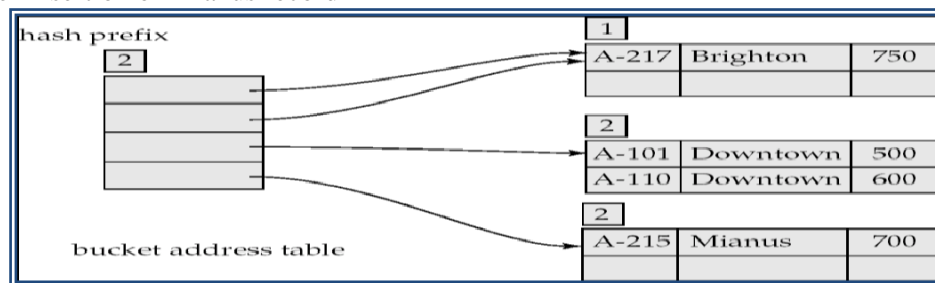 hash prefix
2
1
A-217 Brighton 750
2
A-101 Downtown 500
A-110 Downtown 600
2
A-215 Mianus 700
bucket address table